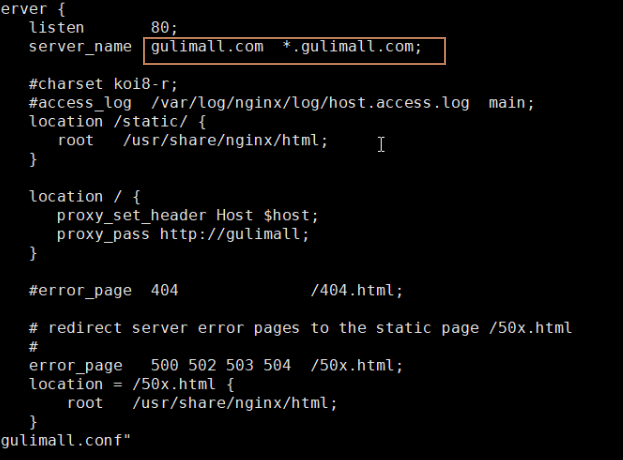 erver {
listen 80;
server_name gulimall.com *.gulimall.com;
#charset koi8-r;
#access_log /var/log/nginx/log/host.access.log main;
location /static/ {
root /usr/share/nginx/html;
}
location / {
proxy_set_header Host $host;
proxy_pass http://gulimall;
}
#error_page 404 /404.html;
# redirect server error pages to the static page /50x.html
#
error_page 500 502 503 504 /50x.html;
location = /50x.html {
root /usr/share/nginx/html;
}
gulimall.conf"